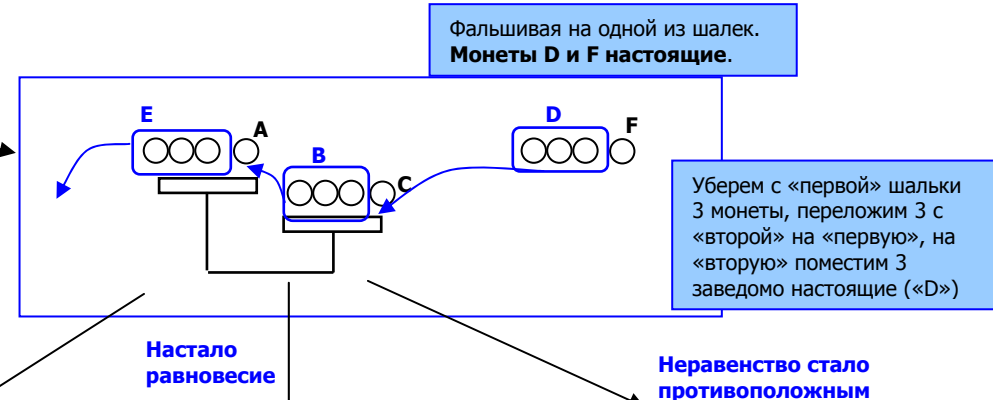 Фальшивая на одной из шалек.
Монеты D и F настоящие.
E
A
B
C
D
F
Уберем с «первой» шальки
3 монеты, переложим 3 с
«второй» на «первую», на
«вторую» поместим 3
заведомо настоящие («D»)
Настало
равновесие
Неравенство стало
противоположным